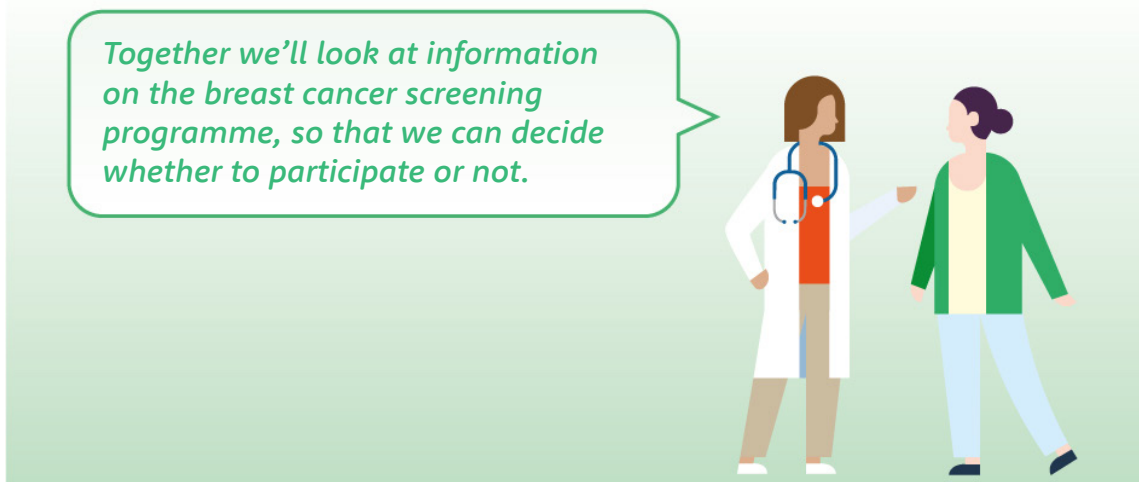 Together we’ll look at information
on the breast cancer screening
programme, so that we can decide
whether to participate or not.